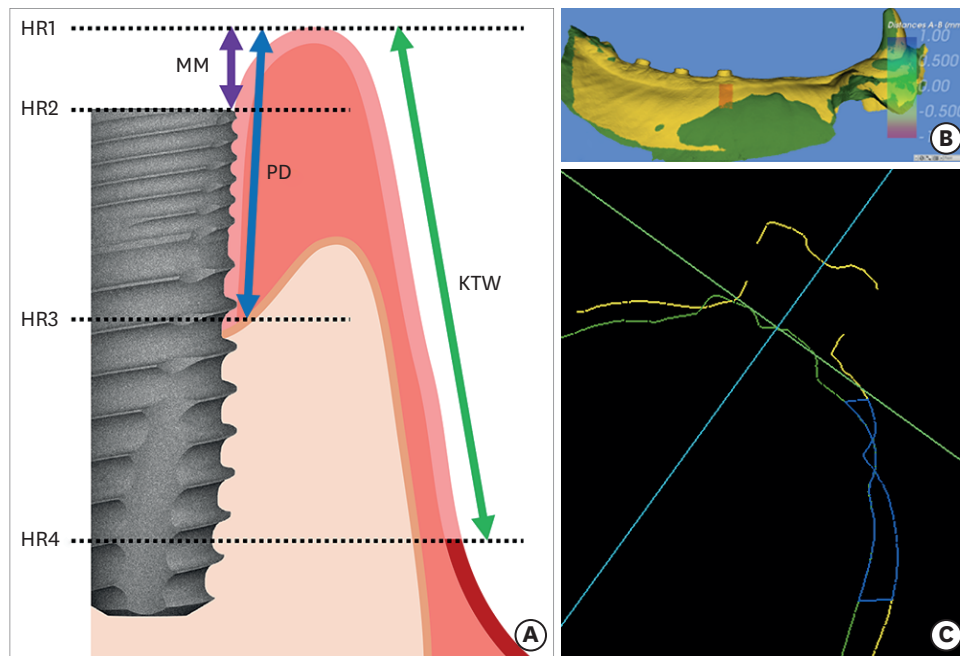 HR1
MM
HR2
PD
KTW
HR3
HR4
A
Distances A-B (mm
1.00
0.500
0.00
-0.500
B
C